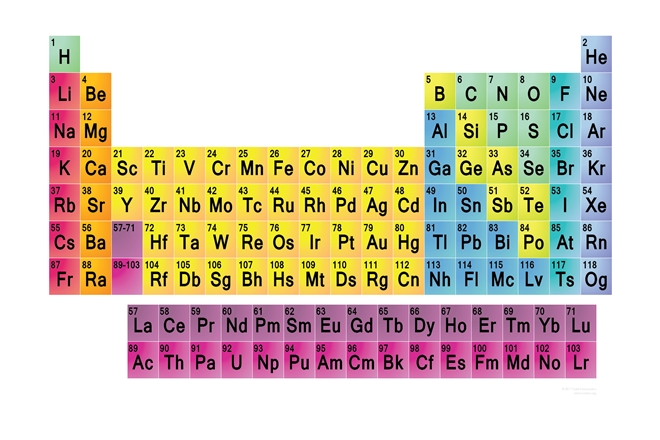 1 2
H He
3 4 5 6 7 8 9 10
Li Be B C N O F Ne
11 12 13 14 15 16 17 18
Na Mg Al Si P S Cl Ar
19 20 21 22 23 24 25 26 27 28 29 30 31 32 33 34 35 36
K Ca Sc Ti V Cr Mn Fe Co Ni Cu Zn Ga Ge As Se Br Kr
37 38 39 40 41 42 43 44 45 46 47 48 49 50 51 52 53 54
Rb Sr Y Zr Nb Mo Tc Ru Rh Pd Ag Cd In Sn Sb Te I Xe
55 56 57-71 72 73 74 75 76 77 78 79 80 81 82 83 84 85 86
Cs Ba Hf Ta W Re Os Ir Pt Au Hg Tl Pb Bi Po At Rn
87 88 89-103 104 105 106 107 108 109 110 111 112 113 114 115 116 117 118
Fr Ra Rf Db Sg Bh Hs Mt Ds Rg Cn Nh Fl Mc Lv Ts Og
57 58 59 60 61 62 63 64 65 66 67 68 69 70 71
La Ce Pr Nd Pm Sm Eu Gd Tb Dy Ho Er Tm Yb Lu
89 90 91 92 93 94 95 96 97 98 99 100 101 102 103
Ac Th Pa U Np Pu Am Cm Bk Cf Es Fm Md No Lr